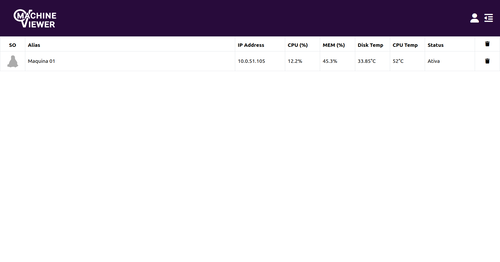 MACHINE
VIEWER
SO Alias IP Address CPU (%) MEM (%) Disk Temp CPU Temp Status
Maquina 01 10.0.51.105 12.2% 45.3% 33.85°C 52°C Ativa